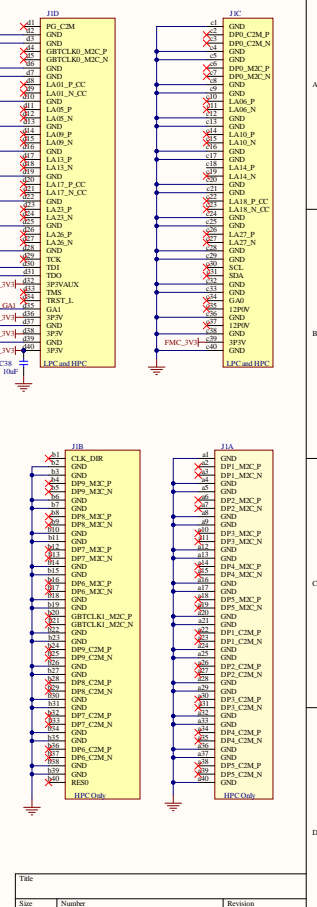 J1D
d1 PG_C2M
d2 GND
d3 GND
d4 GBTCLK0_M2C_P
d5 GBTCLK0_M2C_N
d6 GND
d7 GND
d8 LA01_P_CC
d9 LA01_N_CC
d10 GND
d11 LA05_P
d12 LA05_N
d13 GND
d14 LA09_P
d15 LA09_N
d16 GND
d17 LA13_P
d18 LA13_N
d19 GND
d20 LA17_P_CC
d21 LA17_N_CC
d22 GND
d23 LA23_P
d24 LA23_N
d25 GND
d26 LA26_P
d27 LA26_N
d28 GND
d29 TCK
d30 TDI
d31 TDO
_3V3 d32 3P3VAUX
d33 TMS
d34 TRST_L
GA1 d35 GA1
_3V3 d36 3P3V
d37 GND
_3V3 d38 3P3V
d39 GND
_3V3 d40 3P3V
LPC and HPC
C38
10uF
J1C
c1 GND
c2 DP0_C2M_P
c3 DP0_C2M_N
c4 GND
c5 GND
c6 DP0_M2C_P
c7 DP0_M2C_N
c8 GND
c9 GND
c10 LA06_P
c11 LA06_N
c12 GND
c13 GND
c14 LA10_P
c15 LA10_N
c16 GND
c17 GND
c18 LA14_P
c19 LA14_N
c20 GND
c21 GND
c22 LA18_P_CC
c23 LA18_N_CC
c24 GND
c25 GND
c26 LA27_P
c27 LA27_N
c28 GND
c29 GND
c30 SCL
c31 SDA
c32 GND
c33 GND
c34 GA0
c35 12P0V
c36 GND
c37 12P0V
c38 GND
FMC_3V3 c39 3P3V
c40 GND
LPC and HPC
J1B
b1 CLK_DIR
b2 GND
b3 GND
b4 DP9_M2C_P
b5 DP9_M2C_N
b6 GND
b7 GND
b8 DP8_M2C_P
b9 DP8_M2C_N
b10 GND
b11 GND
b12 DP7_M2C_P
b13 DP7_M2C_N
b14 GND
b15 GND
b16 DP6_M2C_P
b17 DP6_M2C_N
b18 GND
b19 GND
b20 GBTCLK1_M2C_P
b21 GBTCLK1_M2C_N
b22 GND
b23 GND
b24 DP9_C2M_P
b25 DP9_C2M_N
b26 GND
b27 GND
b28 DP8_C2M_P
b29 DP8_C2M_N
b30 GND
b31 GND
b32 DP7_C2M_P
b33 DP7_C2M_N
b34 GND
b35 GND
b36 DP6_C2M_P
b37 DP6_C2M_N
b38 GND
b39 GND
b40 RES0
HPC Only
J1A
a1 GND
a2 DP1_M2C_P
a3 DP1_M2C_N
a4 GND
a5 GND
a6 DP2_M2C_P
a7 DP2_M2C_N
a8 GND
a9 GND
a10 DP3_M2C_P
a11 DP3_M2C_N
a12 GND
a13 GND
a14 DP4_M2C_P
a15 DP4_M2C_N
a16 GND
a17 GND
a18 DP5_M2C_P
a19 DP5_M2C_N
a20 GND
a21 GND
a22 DP1_C2M_P
a23 DP1_C2M_N
a24 GND
a25 GND
a26 DP2_C2M_P
a27 DP2_C2M_N
a28 GND
a29 GND
a30 DP3_C2M_P
a31 DP3_C2M_N
a32 GND
a33 GND
a34 DP4_C2M_P
a35 DP4_C2M_N
a36 GND
a37 GND
a38 DP5_C2M_P
a39 DP5_C2M_N
a40 GND
HPC Only
A
B
C
D
Title
Size Number Revision